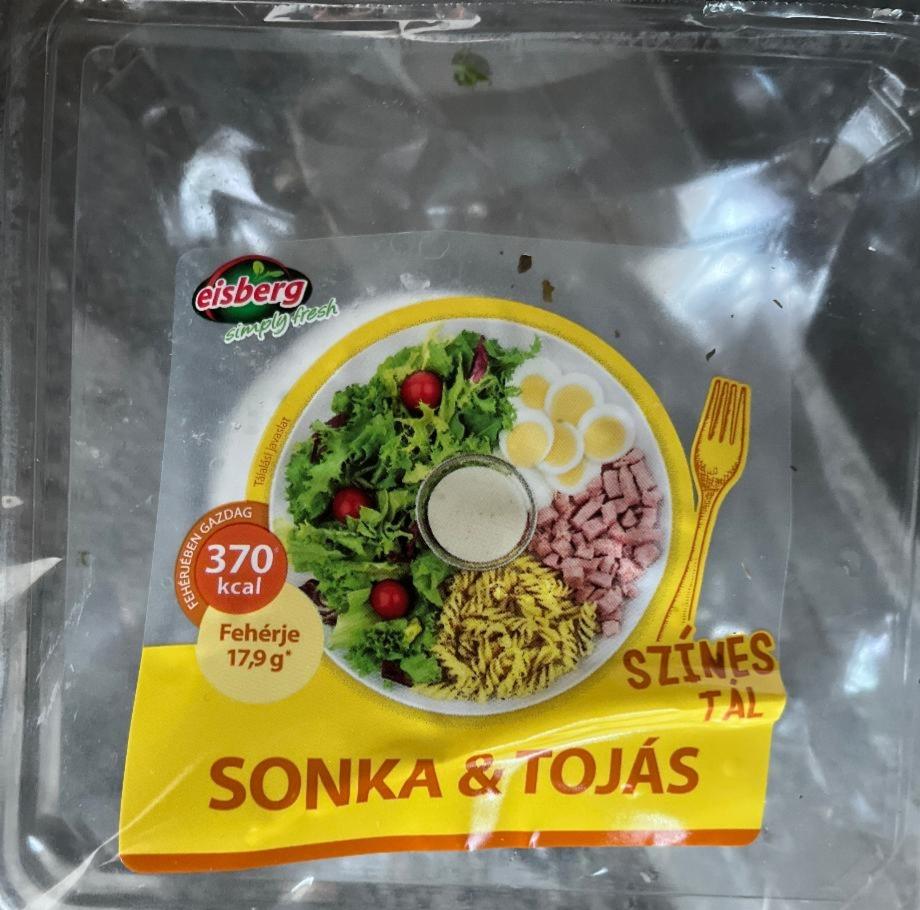 eisberg
simply fresh
Tálalási javaslat
FEHÉRJÉBEN GAZDAG
370*
kcal
Fehérje
17,9 g*
SZÍNES
TÁL
SONKA & TOJÁS